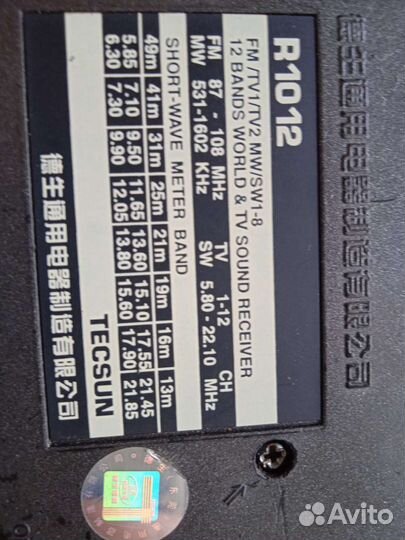 德生通用电器制造有限公司
R1012
FM/TV1/TV2 MW/SW1-8
12 BANDS WORLD & TV SOUND RECEIVER
FM 87 - 108 MHz TV 1-12 CH
MW 531-1602 KHz SW 5.80-22.10 MHz
SHORT-WAVE METER BAND
49m 41m 31m 25m 21m 19m 16m 13m
5.85 7.10 9.50 11.65 13.60 15.10 17.55 21.45
6.30 7.30 9.90 12.05 13.80 15.60 17.90 21.85
TECSUN
德生通用电器制造有限公司
Avito